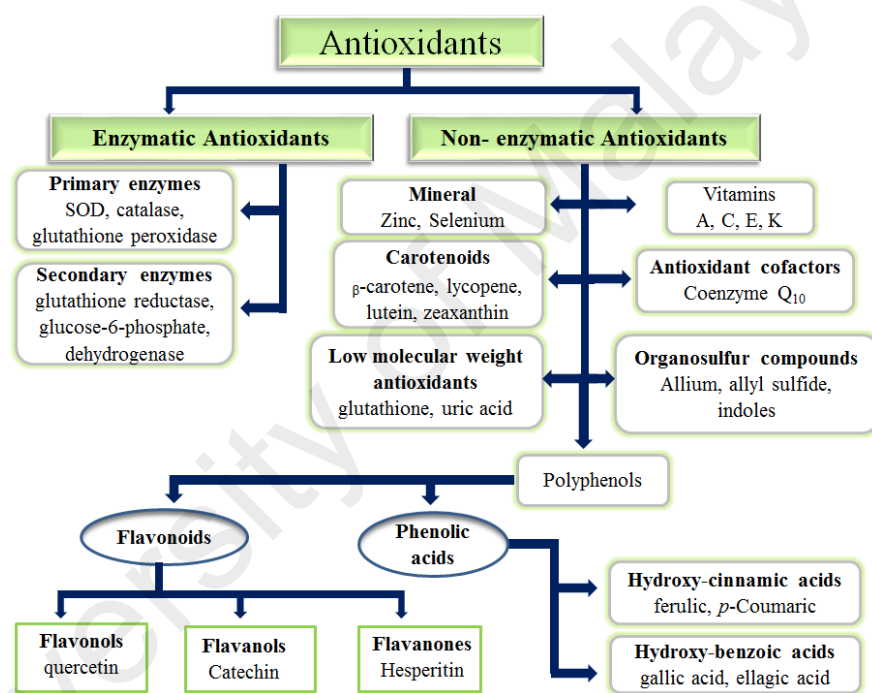 Antioxidants
Enzymatic Antioxidants
Non- enzymatic Antioxidants
Primary enzymes
SOD, catalase,
glutathione peroxidase
Secondary enzymes
glutathione reductase,
glucose-6-phosphate,
dehydrogenase
Mineral
Zinc, Selenium
Vitamins
A, C, E, K
Carotenoids
β-carotene, lycopene,
lutein, zeaxanthin
Antioxidant cofactors
Coenzyme Q10
Low molecular weight
antioxidants
glutathione, uric acid
Organosulfur compounds
Allium, allyl sulfide,
indoles
Polyphenols
Flavonoids
Phenolic
acids
Flavonols
quercetin
Flavanols
Catechin
Flavanones
Hesperitin
Hydroxy-cinnamic acids
ferulic, p-Coumaric
Hydroxy-benzoic acids
gallic acid, ellagic acid
ersity of Malay